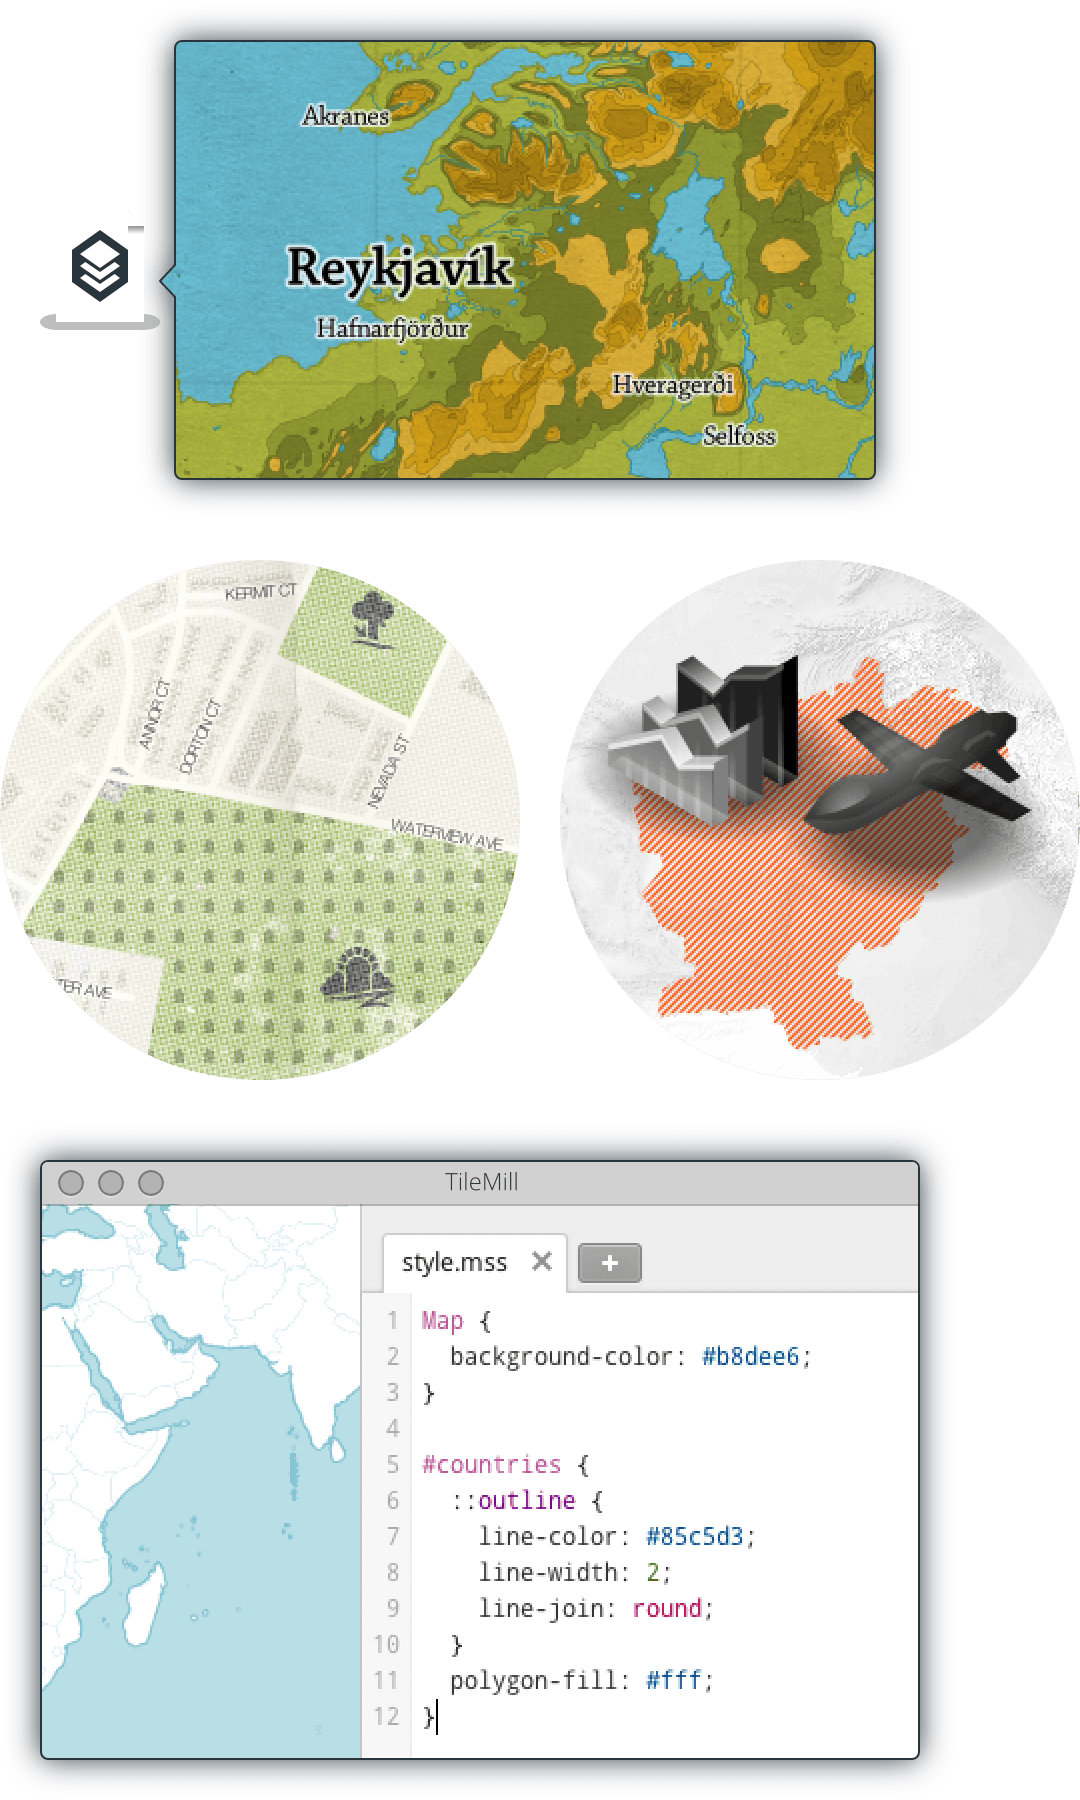 Akranes
Reykjavík
Hafnarfjörður
Hveragerði
Selfoss
KERMIT CT
ANNOR CT
DORTON CT
NEVADA ST
WATERVIEW AVE
TER AVE
TileMill
style.mss
1 Map {
2 background-color: #b8dee6;
3 }
4
5 #countries {
6 ::outline {
7 line-color: #85c5d3;
8 line-width: 2;
9 line-join: round;
10 }
11 polygon-fill: #fff;
12 }